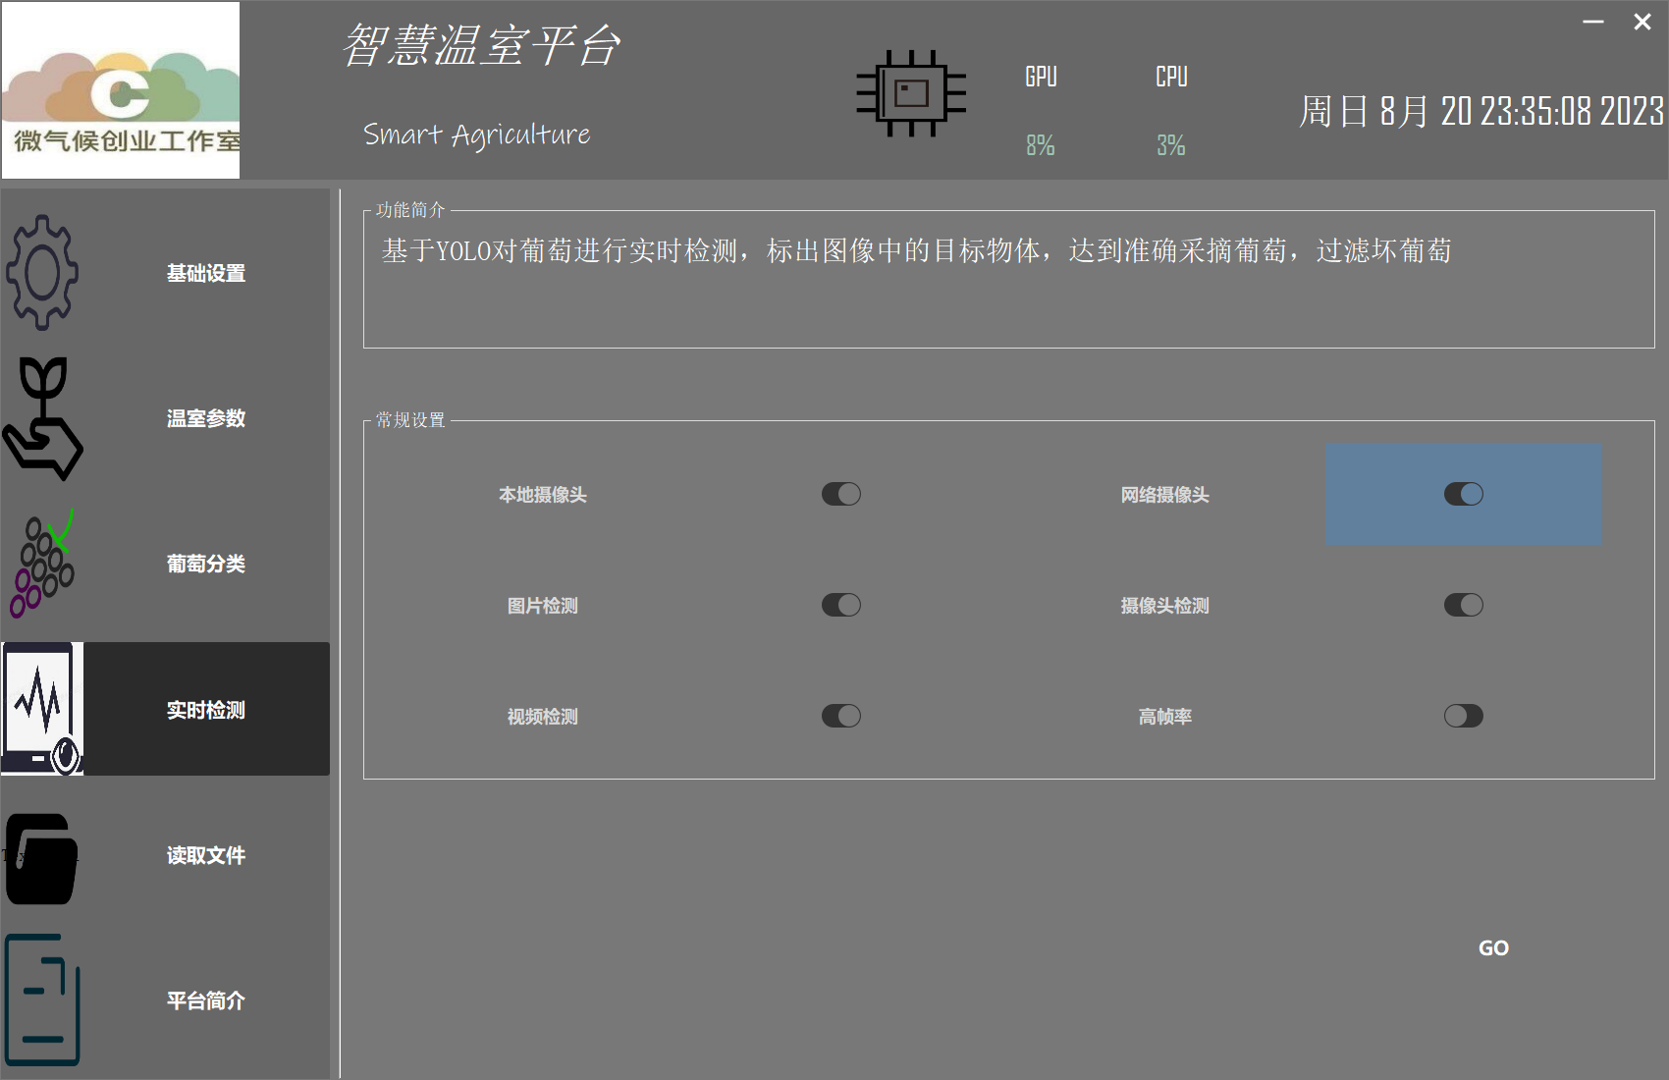 智慧温室平台
Smart Agriculture
C
微气候创业工作室
GPU
CPU
8%
3%
周日 8月 20 23:35:08 2023
基础设置
温室参数
葡萄分类
实时检测
读取文件
平台简介
功能简介
基于YOLO对葡萄进行实时检测，标出图像中的目标物体，达到准确采摘葡萄，过滤坏葡萄
常规设置
本地摄像头
网络摄像头
图片检测
摄像头检测
视频检测
高帧率
GO